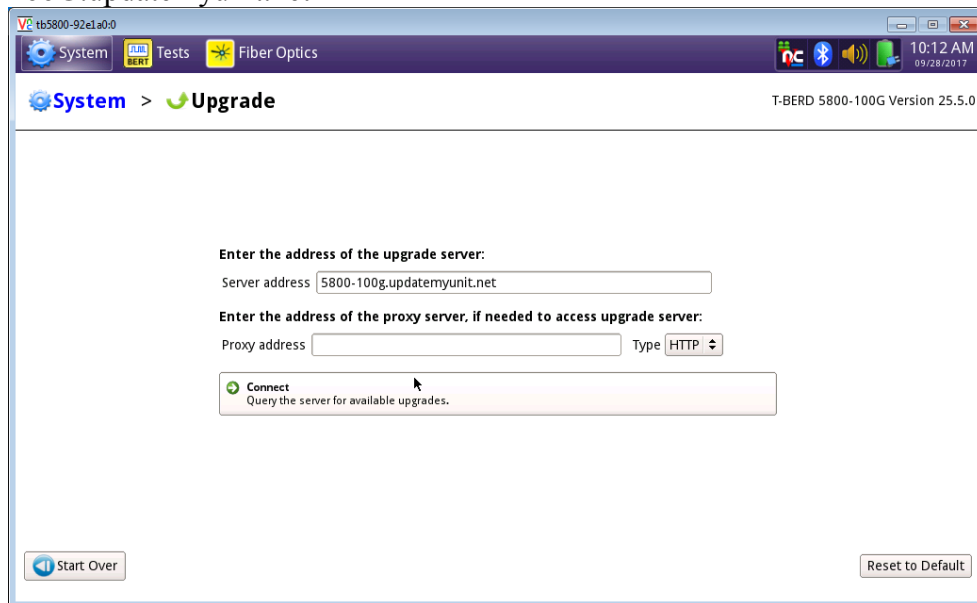 tb5800-92e1a0:0
System BERT Tests Fiber Optics 10:12 AM
09/28/2017
System > Upgrade T-BERD 5800-100G Version 25.5.0
Enter the address of the upgrade server:
Server address 5800-100g.updatemyunit.net
Enter the address of the proxy server, if needed to access upgrade server:
Proxy address Type HTTP
Connect
Query the server for available upgrades.
Start Over Reset to Default